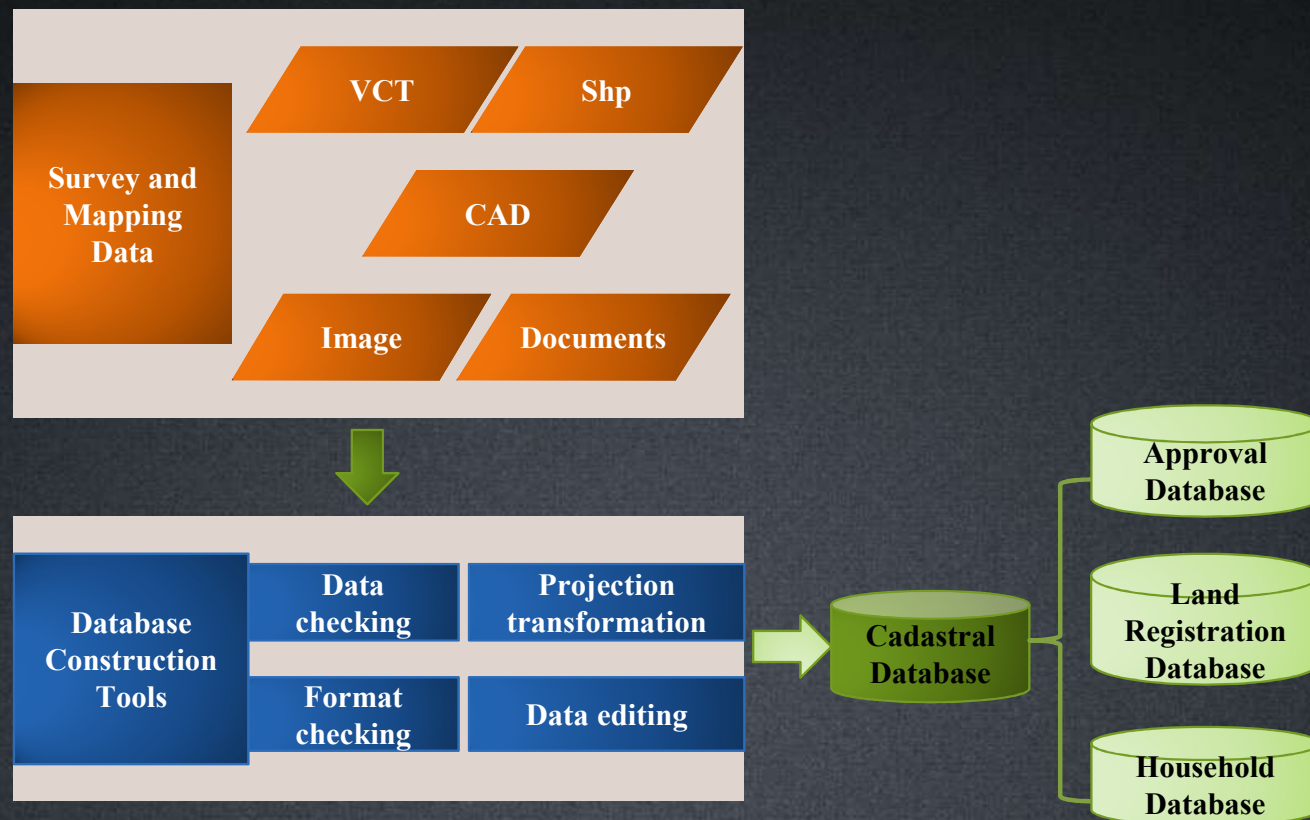 VCT
Shp
Survey and
Mapping
Data
CAD
Image
Documents
Database
Construction
Tools
Data
checking
Projection
transformation
Format
checking
Data editing
Cadastral
Database
Approval
Database
Land
Registration
Database
Household
Database